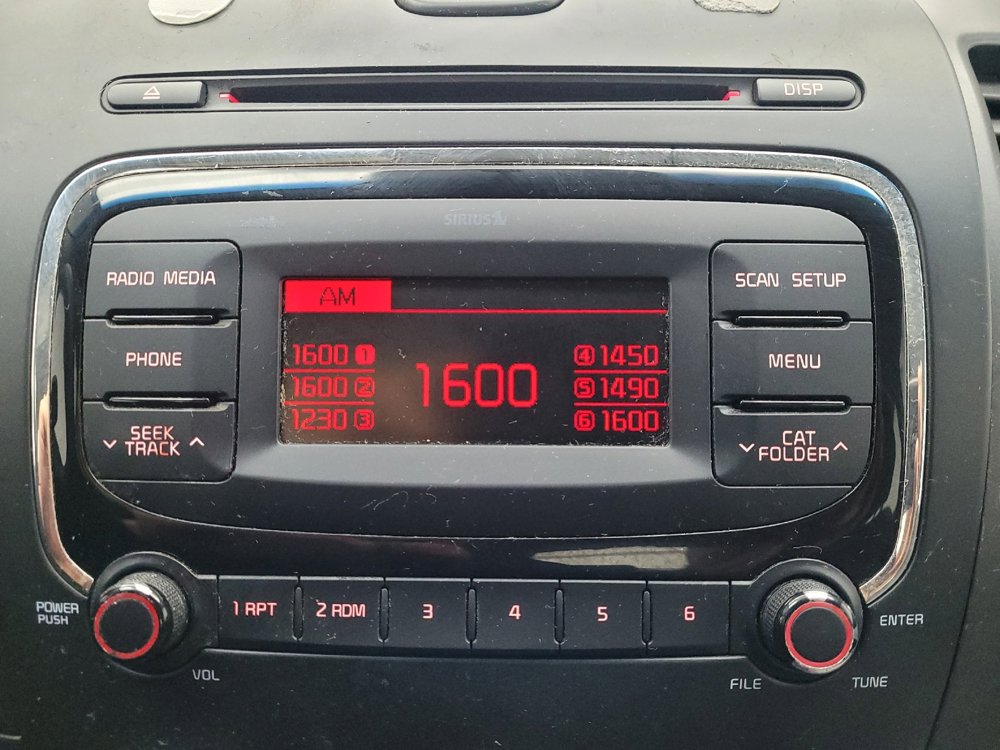 DISP
SIRIUS
RADIO MEDIA
PHONE
SEEK
TRACK
AM
1600 1
1600 2
1230 3
1600
4 1450
5 1490
6 1600
SCAN SETUP
MENU
CAT
FOLDER
POWER
PUSH
VOL
1 RPT
2 RDM
3
4
5
6
FILE
TUNE
ENTER